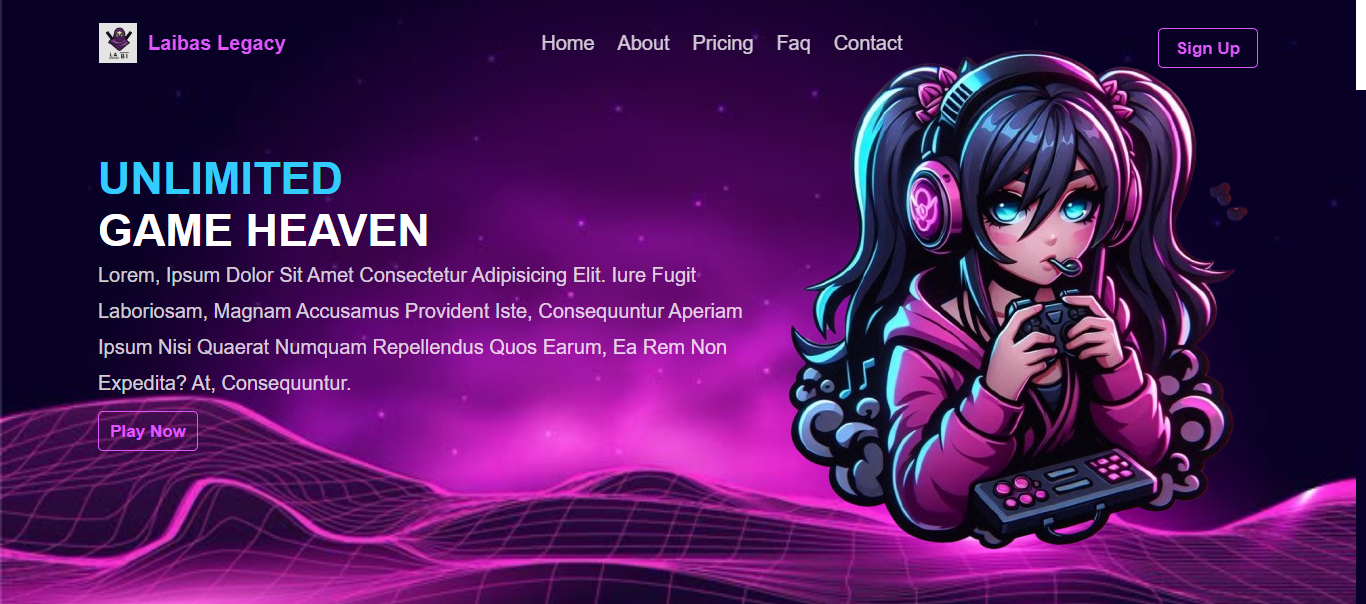 Laibas Legacy
Home About Pricing Faq Contact
Sign Up
UNLIMITED
GAME HEAVEN
Lorem, Ipsum Dolor Sit Amet Consectetur Adipisicing Elit. Iure Fugit
Laboriosam, Magnam Accusamus Provident Iste, Consequuntur Aperiam
Ipsum Nisi Quaerat Numquam Repellendus Quos Earum, Ea Rem Non
Expedita? At, Consequuntur.
Play Now